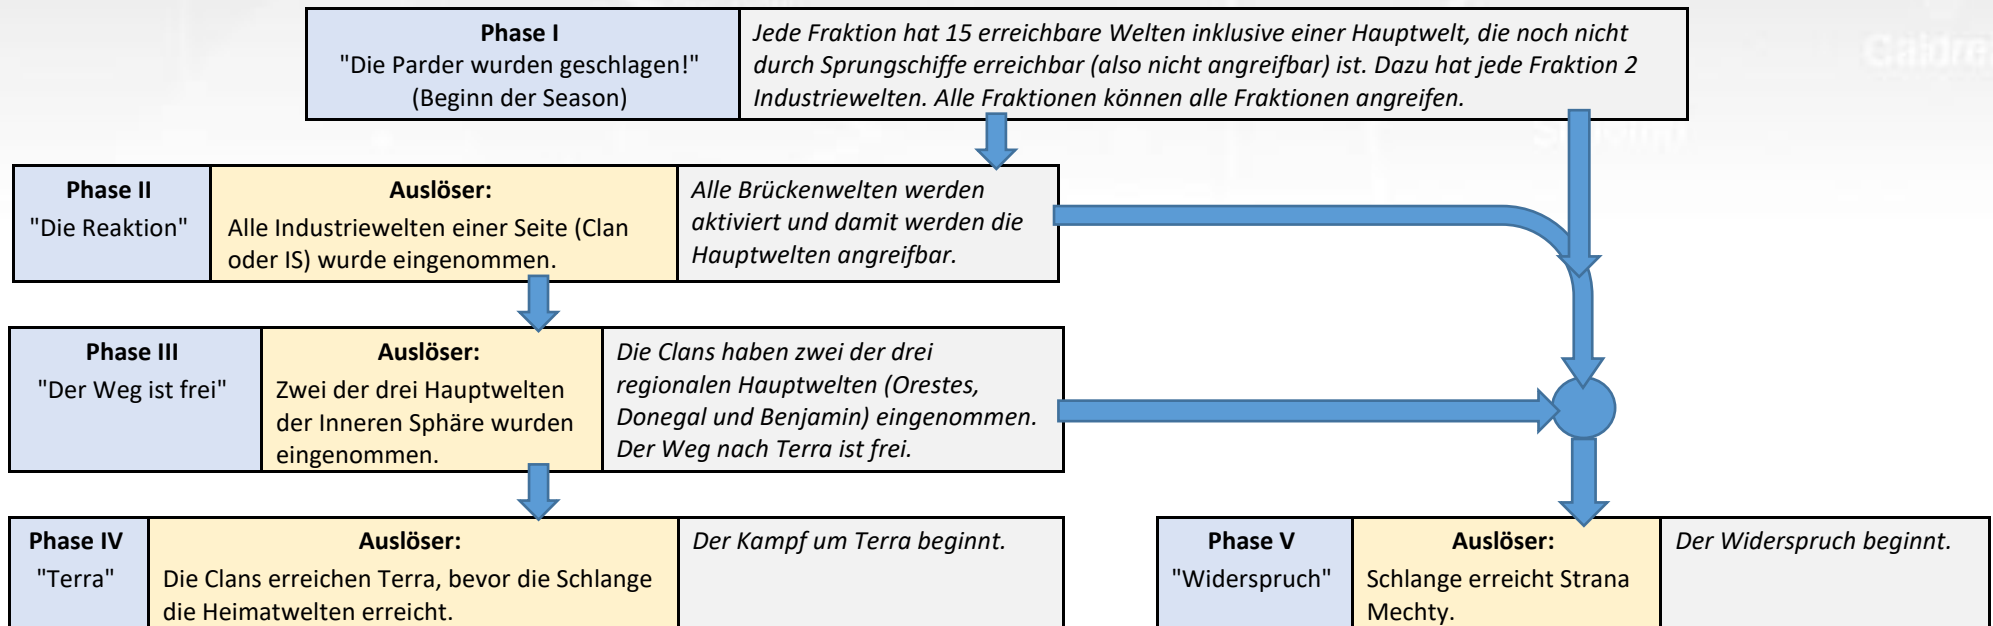 Phase I
"Die Parder wurden geschlagen!"
(Beginn der Season)
Jede Fraktion hat 15 erreichbare Welten inklusive einer Hauptwelt, die noch nicht
durch Sprungschiffe erreichbar (also nicht angreifbar) ist. Dazu hat jede Fraktion 2
Industriewelten. Alle Fraktionen können alle Fraktionen angreifen.
Phase II
"Die Reaktion"
Auslöser:
Alle Industriewelten einer Seite (Clan
oder IS) wurde eingenommen.
Alle Brückenwelten werden
aktiviert und damit werden die
Hauptwelten angreifbar.
Phase III
"Der Weg ist frei"
Auslöser:
Zwei der drei Hauptwelten
der Inneren Sphäre wurden
eingenommen.
Die Clans haben zwei der drei
regionalen Hauptwelten (Orestes,
Donegal und Benjamin) eingenommen.
Der Weg nach Terra ist frei.
Phase IV
"Terra"
Auslöser:
Die Clans erreichen Terra, bevor die Schlange
die Heimatwelten erreicht.
Der Kampf um Terra beginnt.
Phase V
"Widerspruch"
Auslöser:
Schlange erreicht Strana
Mechty.
Der Widerspruch beginnt.